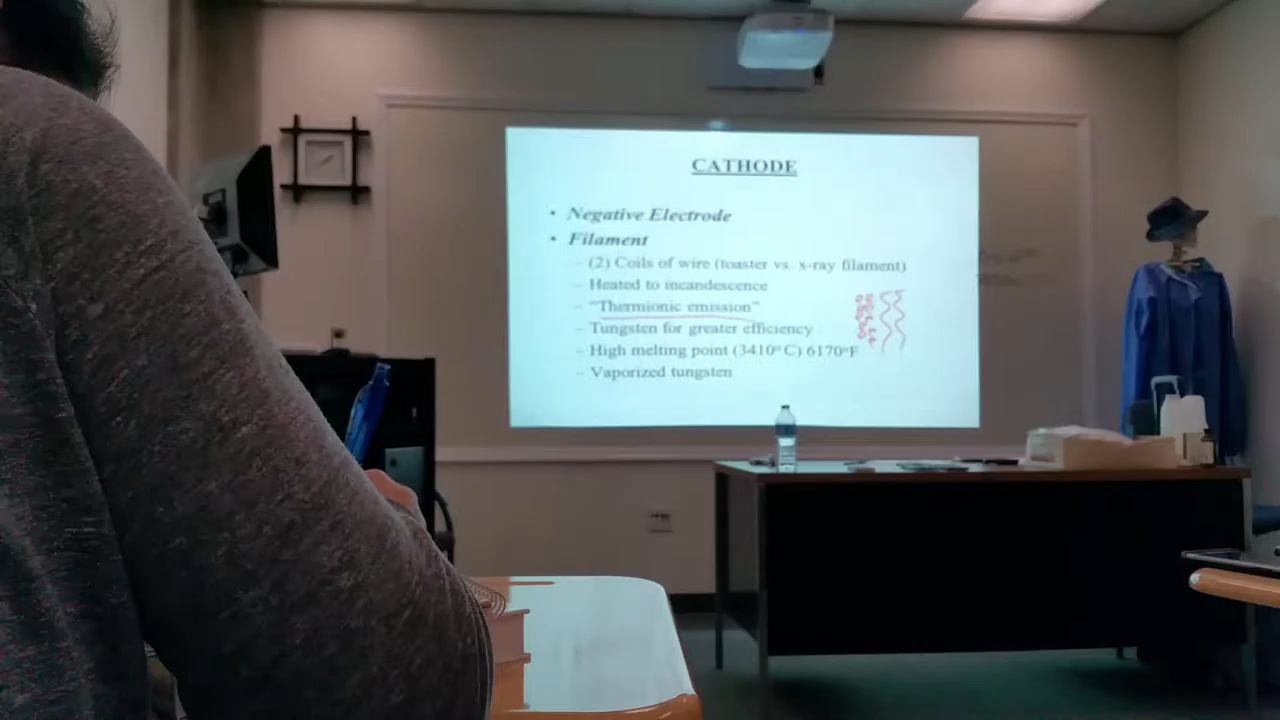 CATHODE
• Negative Electrode
• Filament
– (2) Coils of wire (toaster vs. x-ray filament)
– Heated to incandescence
– "Thermionic emission"
– Tungsten for greater efficiency
– High melting point (3410°C) 6170°F
– Vaporized tungsten